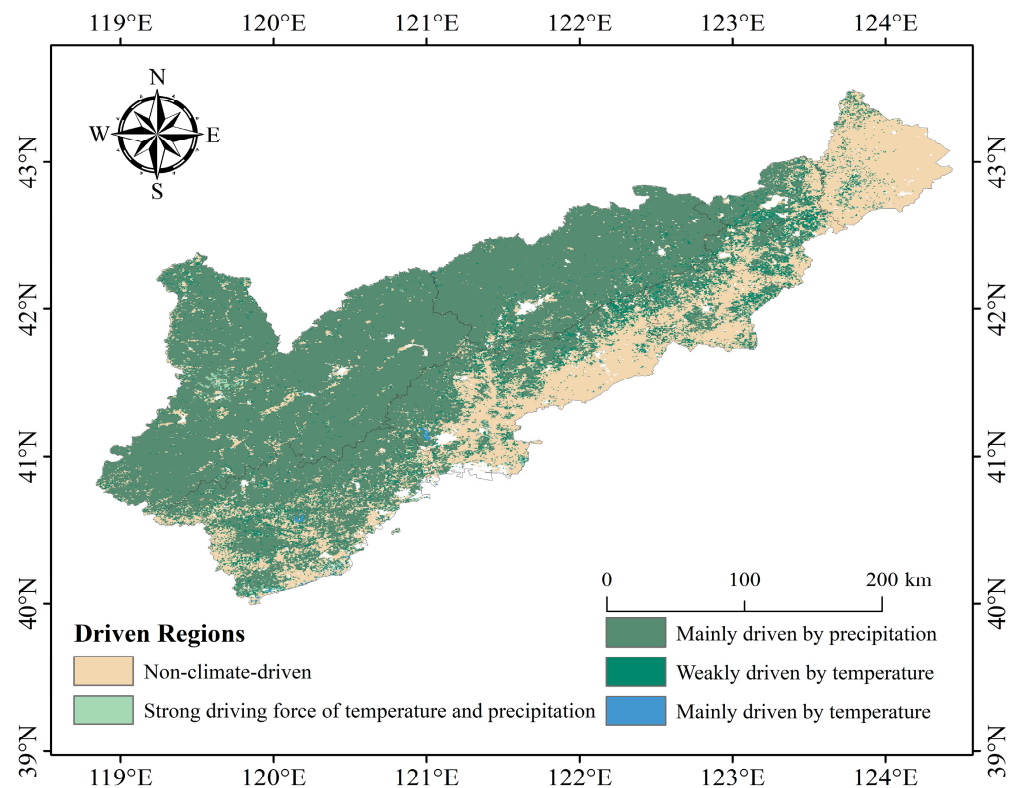 119°E 120°E 121°E 122°E 123°E 124°E
N
W E
S
43°N 43°N
42°N 42°N
41°N 41°N
40°N 40°N
39°N 39°N
0 100 200 km
Driven Regions
Non-climate-driven
Strong driving force of temperature and precipitation
Mainly driven by precipitation
Weakly driven by temperature
Mainly driven by temperature
119°E 120°E 121°E 122°E 123°E 124°E